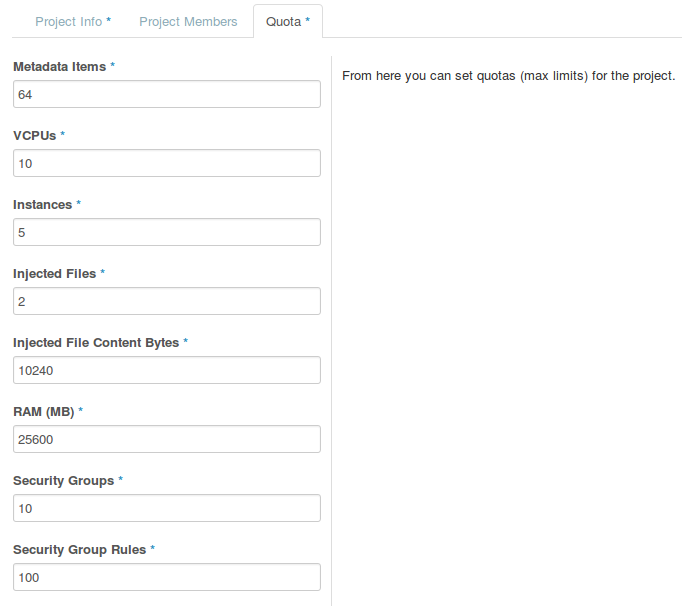 Project Info *
Project Members
Quota *
Metadata Items *
64
From here you can set quotas (max limits) for the project.
VCPUs *
10
Instances *
5
Injected Files *
2
Injected File Content Bytes *
10240
RAM (MB) *
25600
Security Groups *
10
Security Group Rules *
100